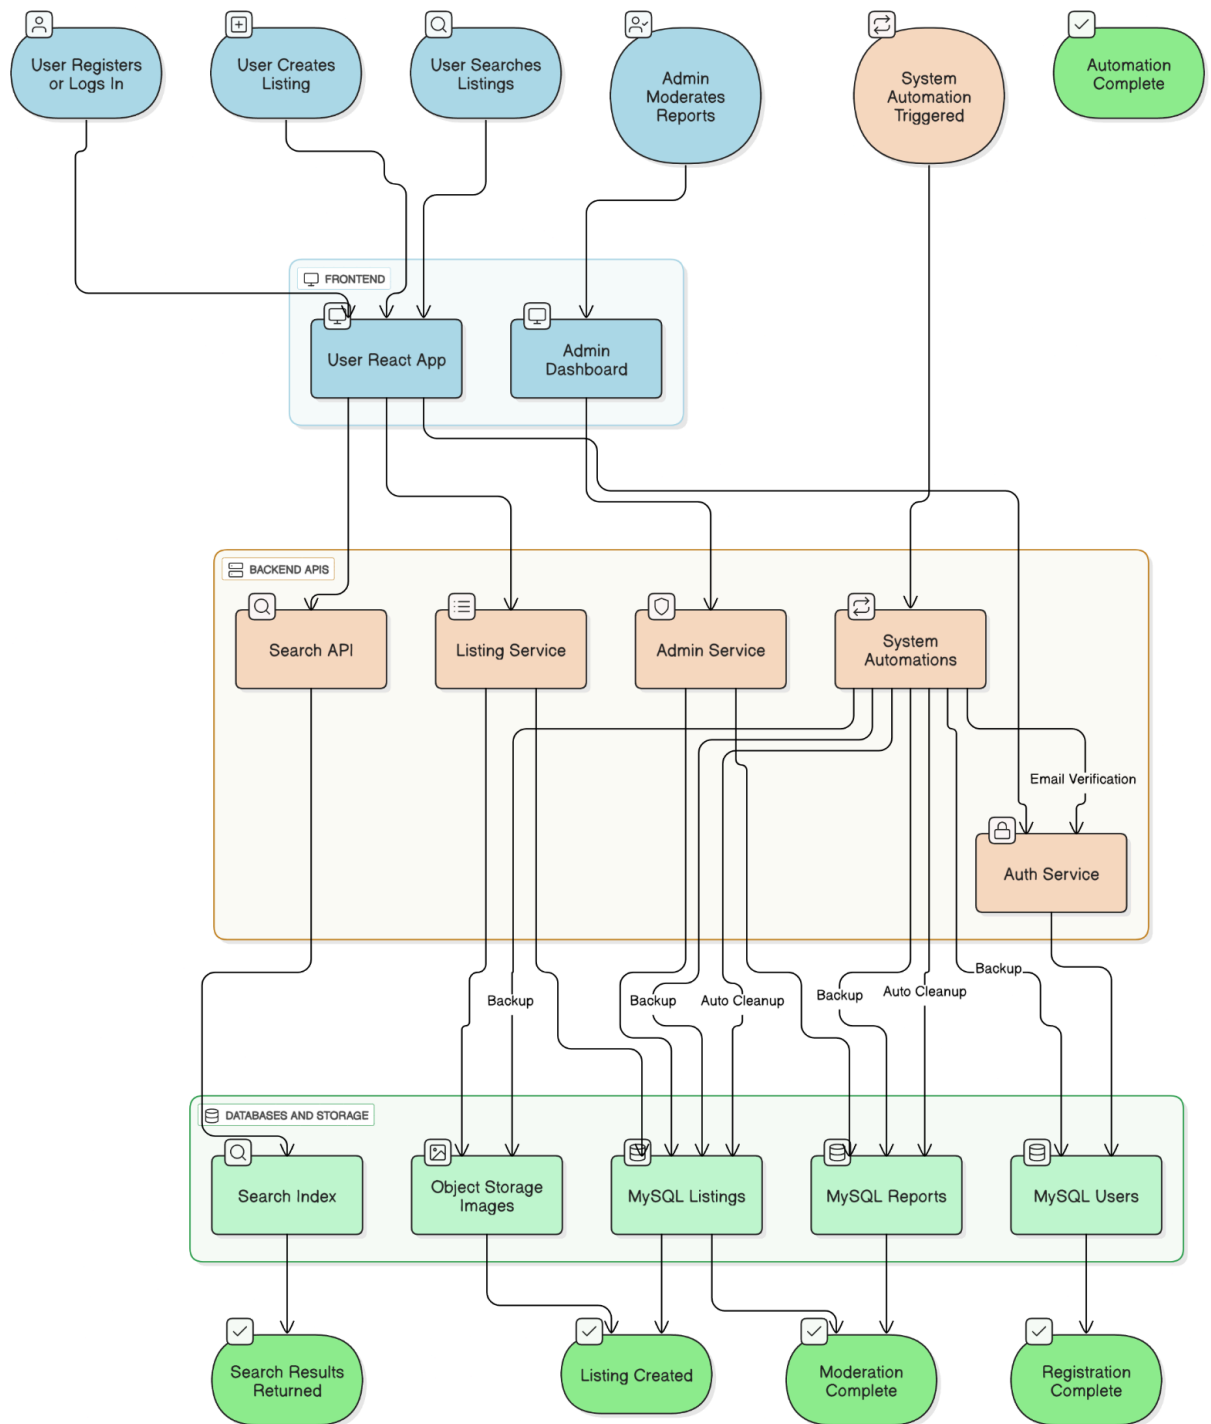 User Registers
or Logs In
User Creates
Listing
User Searches
Listings
Admin
Moderates
Reports
System
Automation
Triggered
Automation
Complete
FRONTEND
User React App
Admin
Dashboard
BACKEND APIS
Search API
Listing Service
Admin Service
System
Automations
Email Verification
Auth Service
Backup
Backup
Auto Cleanup
Backup
Auto Cleanup
Backup
DATABASES AND STORAGE
Search Index
Object Storage
Images
MySQL Listings
MySQL Reports
MySQL Users
Search Results
Returned
Listing Created
Moderation
Complete
Registration
Complete